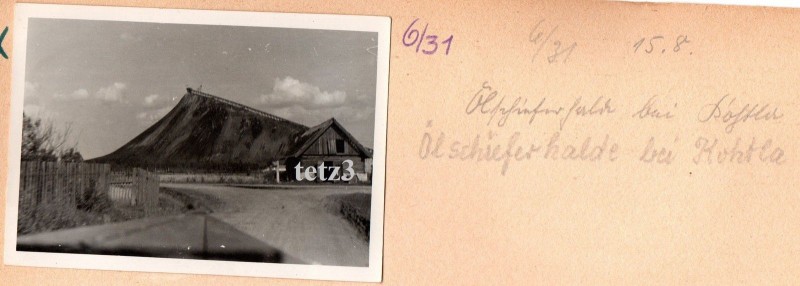 6/31 6/31 15.8.
Ölschieferhalde bei Kohtla
Ölschieferhalde bei Kohtla
tetz3